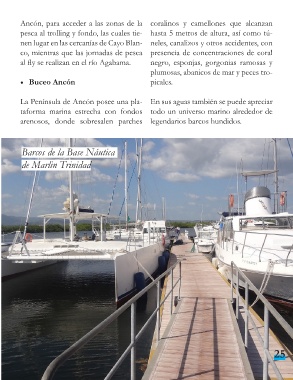 Ancón, para acceder a las zonas de la
pesca al trolling y fondo, las cuales tie-
nen lugar en las cercanías de Cayo Blan-
co, mientras que las jornadas de pesca
al fly se realizan en el río Agabama.
• Buceo Ancón
La Península de Ancón posee una pla-
taforma marina estrecha con fondos
arenosos, donde sobresalen parches
coralinos y camellones que alcanzan
hasta 5 metros de altura, así como tú-
neles, canalizos y otros accidentes, con
presencia de concentraciones de coral
negro, esponjas, gorgonias ramosas y
plumosas, abanicos de mar y peces tro-
picales.
En sus aguas también se puede apreciar
todo un universo marino alrededor de
legendarios barcos hundidos.
Barcos de la Base Náutica
de Marlin Trinidad
25